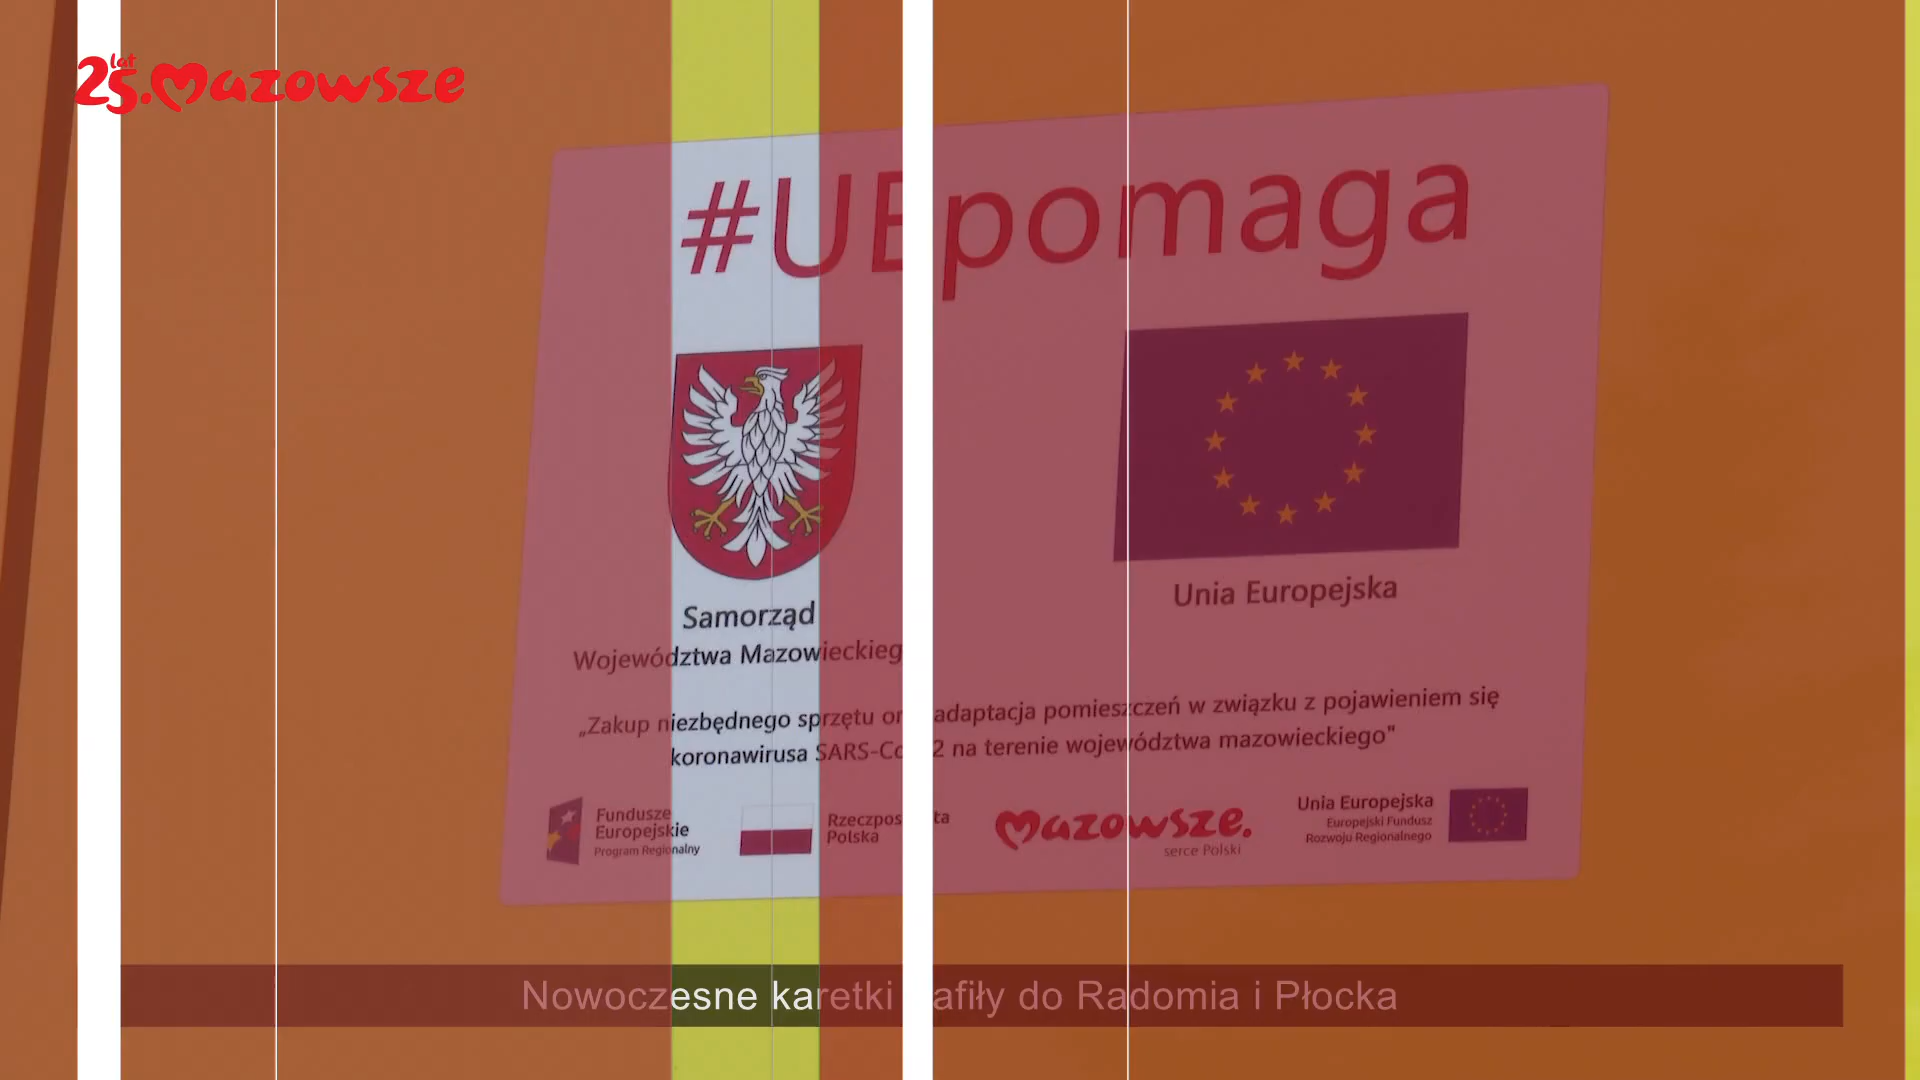 25 lat Mazowsze
#UEpomaga
Samorząd
Unia Europejska
Województwa Mazowieckieg
„Zakup niezbędnego sprzętu or adaptacja pomieszczeń w związku z pojawieniem się
koronawirusa SARS-Co 2 na terenie województwa mazowieckiego"
Fundusze
Europejskie
Program Regionalny
Rzeczpos ta
Polska
Mazowsze.
serce Polski
Unia Europejska
Europejski Fundusz
Rozwoju Regionalnego
Nowoczesne karetki afiły do Radomia i Płocka